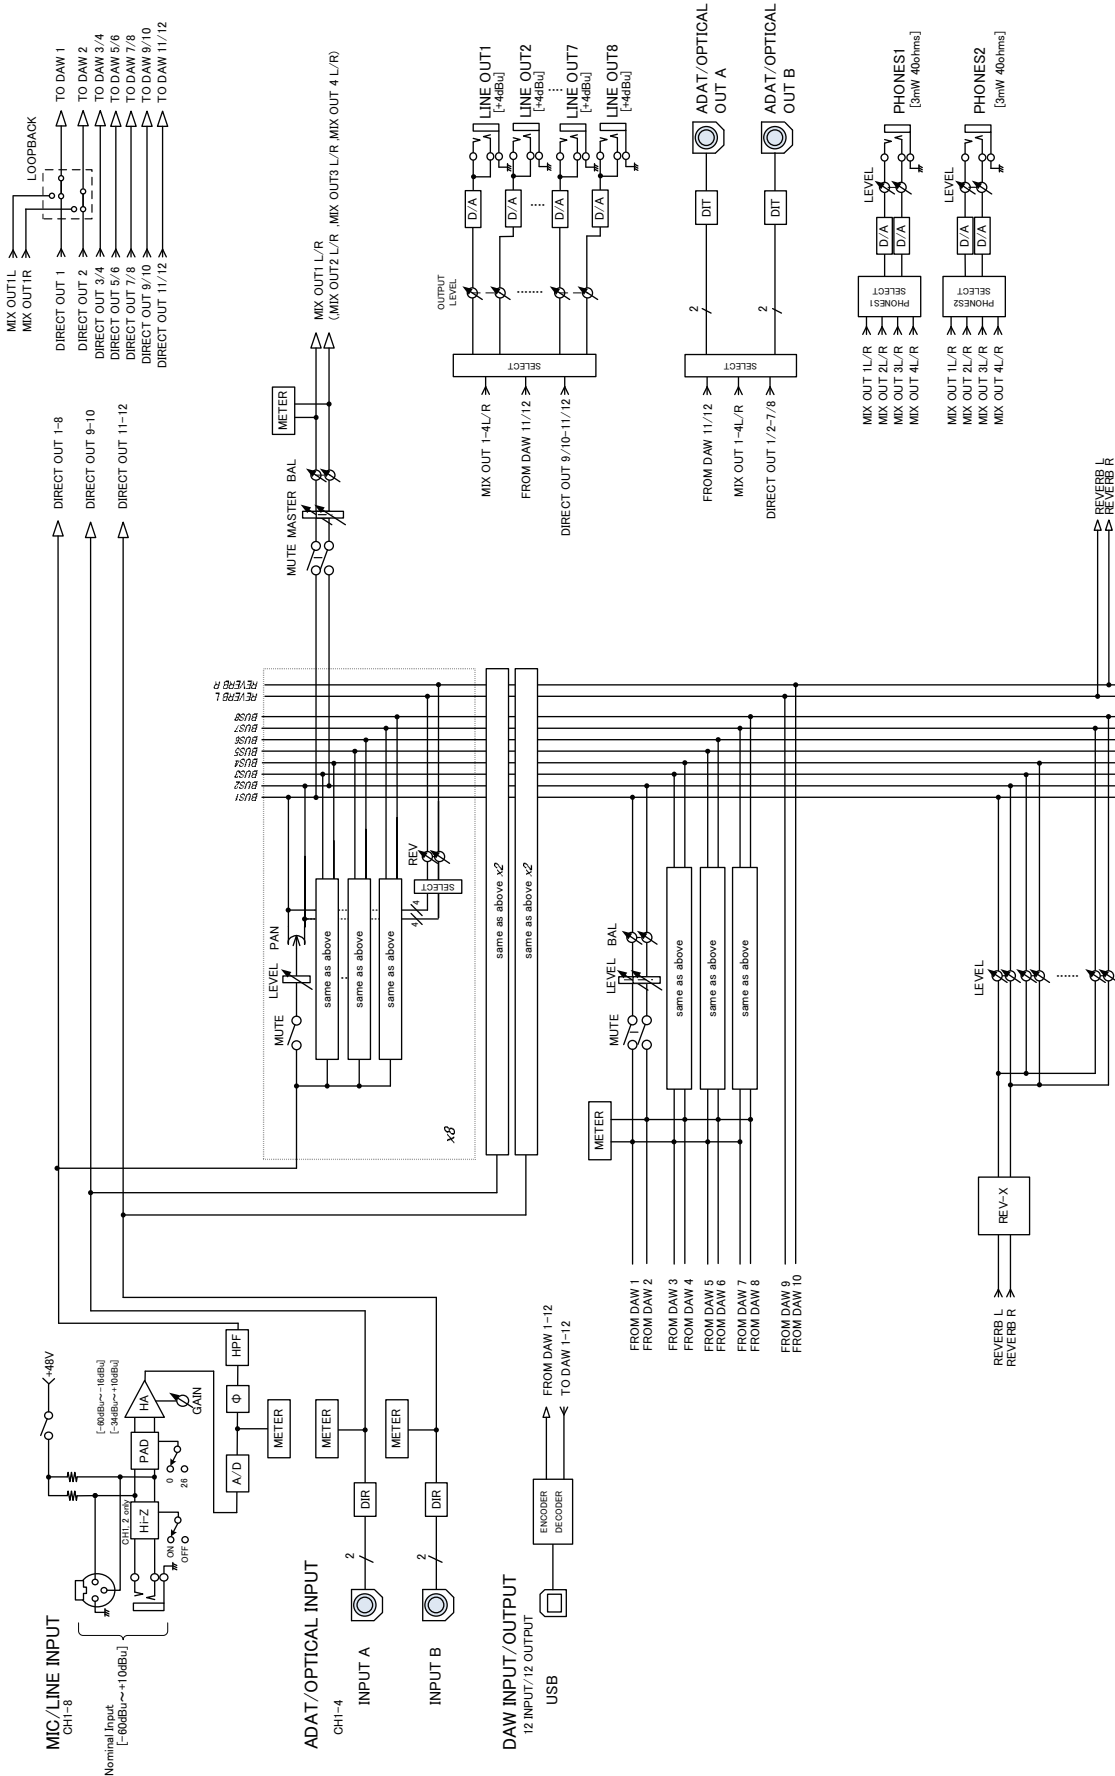 MIC/LINE INPUT
CH1-8
Nominal Input
[-60dBu~+10dBu]
+48V
CH1, 2 only
Hi-Z
ON
OFF
PAD
0
26
[-60dBu~-16dBu]
[-34dBu~+10dBu]
HA
GAIN
A/D
Φ
HPF
METER
ADAT/OPTICAL INPUT
CH1-4
INPUT A
2
DIR
METER
INPUT B
2
DIR
METER
DAW INPUT/OUTPUT
12 INPUT/12 OUTPUT
USB
ENCODER
DECODER
FROM DAW 1-12
TO DAW 1-12
DIRECT OUT 1-8
DIRECT OUT 9-10
DIRECT OUT 11-12
MUTE
LEVEL
PAN
same as above
same as above
same as above
x8
4
4
SELECT
REV
BUS1
BUS2
BUS3
BUS4
BUS5
BUS6
BUS7
BUS8
REVERB L
REVERB R
same as above x2
same as above x2
METER
FROM DAW 1
FROM DAW 2
FROM DAW 3
FROM DAW 4
FROM DAW 5
FROM DAW 6
FROM DAW 7
FROM DAW 8
FROM DAW 9
FROM DAW 10
MUTE
LEVEL
BAL
same as above
same as above
same as above
REVERB L
REVERB R
REV-X
LEVEL
REVERB L
REVERB R
MUTE
MASTER
BAL
METER
MIX OUT1 L/R
(,MIX OUT2 L/R ,MIX OUT3 L/R ,MIX OUT 4 L/R)
MIX OUT1L
MIX OUT1R
LOOPBACK
DIRECT OUT 1
TO DAW 1
DIRECT OUT 2
TO DAW 2
DIRECT OUT 3/4
TO DAW 3/4
DIRECT OUT 5/6
TO DAW 5/6
DIRECT OUT 7/8
TO DAW 7/8
DIRECT OUT 9/10
TO DAW 9/10
DIRECT OUT 11/12
TO DAW 11/12
MIX OUT 1-4L/R
FROM DAW 11/12
DIRECT OUT 9/10-11/12
SELECT
OUTPUT
LEVEL
D/A
D/A
D/A
D/A
LINE OUT1
[+4dBu]
LINE OUT2
[+4dBu]
LINE OUT7
[+4dBu]
LINE OUT8
[+4dBu]
FROM DAW 11/12
MIX OUT 1-4L/R
DIRECT OUT 1/2-7/8
SELECT
2
2
DIT
DIT
ADAT/OPTICAL
OUT A
ADAT/OPTICAL
OUT B
MIX OUT 1L/R
MIX OUT 2L/R
MIX OUT 3L/R
MIX OUT 4L/R
PHONES1
SELECT
D/A
D/A
LEVEL
PHONES1
[3mW 40ohms]
MIX OUT 1L/R
MIX OUT 2L/R
MIX OUT 3L/R
MIX OUT 4L/R
PHONES2
SELECT
D/A
D/A
LEVEL
PHONES2
[3mW 40ohms]